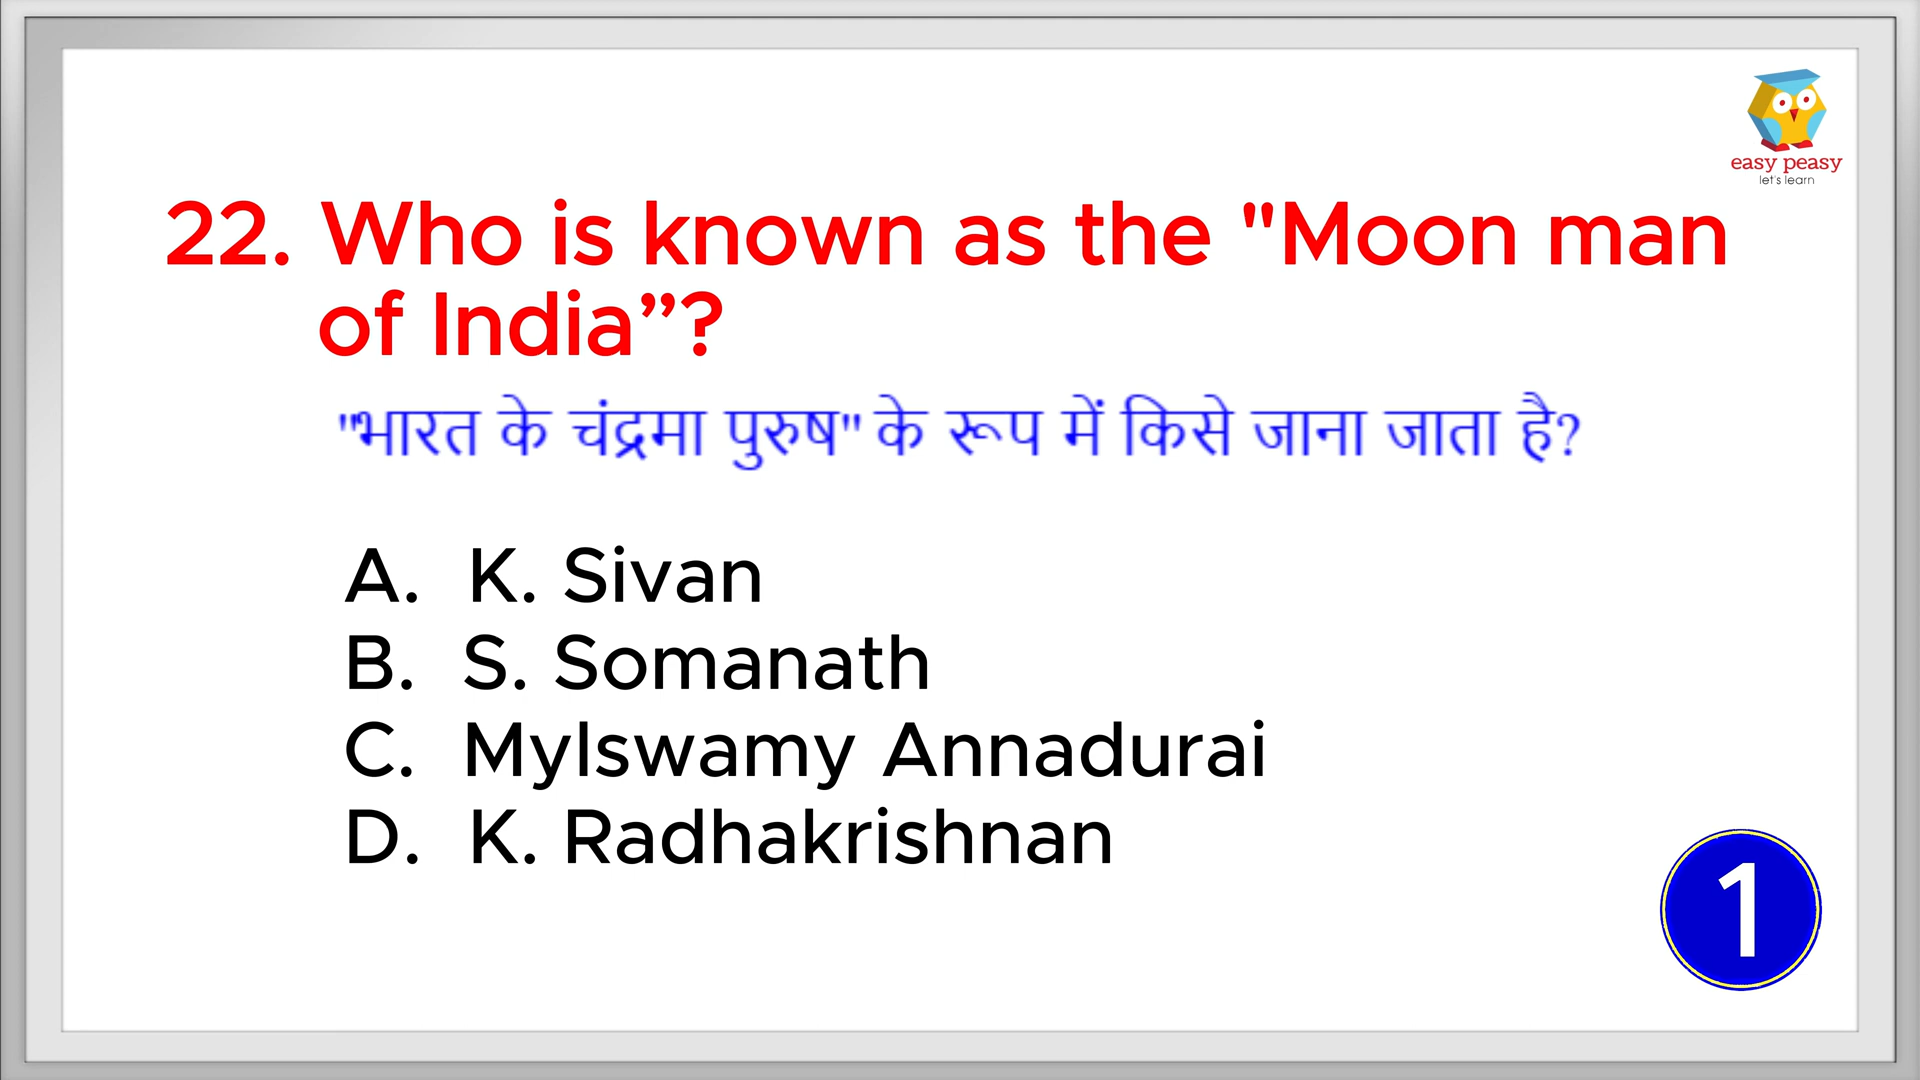 easy peasy
let's learn
22. Who is known as the "Moon man
of India”?
"भारत के चंद्रमा पुरुष" के रूप में किसे जाना जाता है?
A. K. Sivan
B. S. Somanath
C. Mylswamy Annadurai
D. K. Radhakrishnan
1